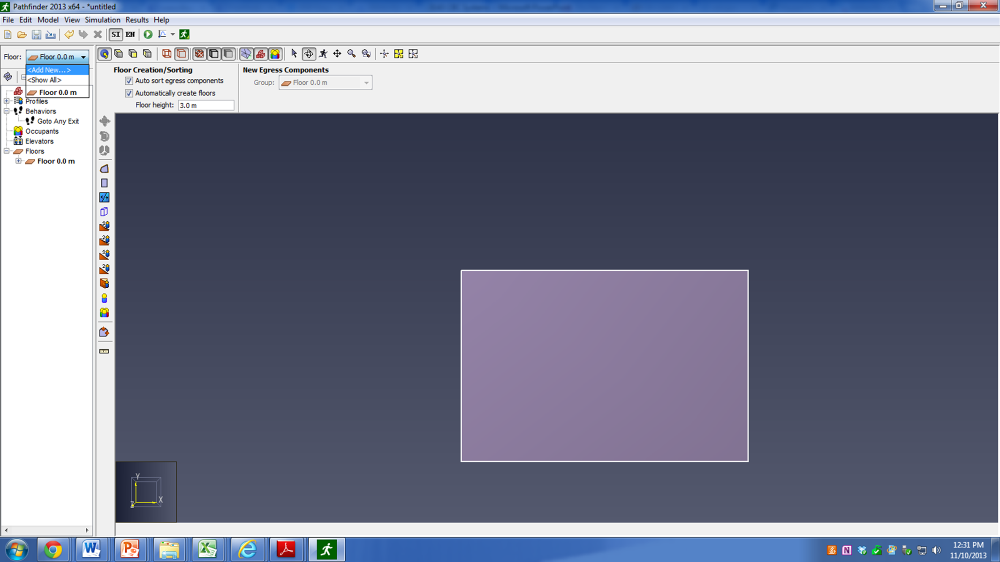 Pathfinder 2013 x64 - *untitled
File Edit Model View Simulation Results Help
SI EN
Floor: Floor 0.0 m
<Add New...>
<Show All>
Floor 0.0 m
Profiles
Behaviors
Goto Any Exit
Occupants
Elevators
Floors
Floor 0.0 m
Floor Creation/Sorting
Auto sort egress components
Automatically create floors
Floor height: 3.0 m
New Egress Components
Group: Floor 0.0 m
Y
X
Z
12:31 PM
11/10/2013